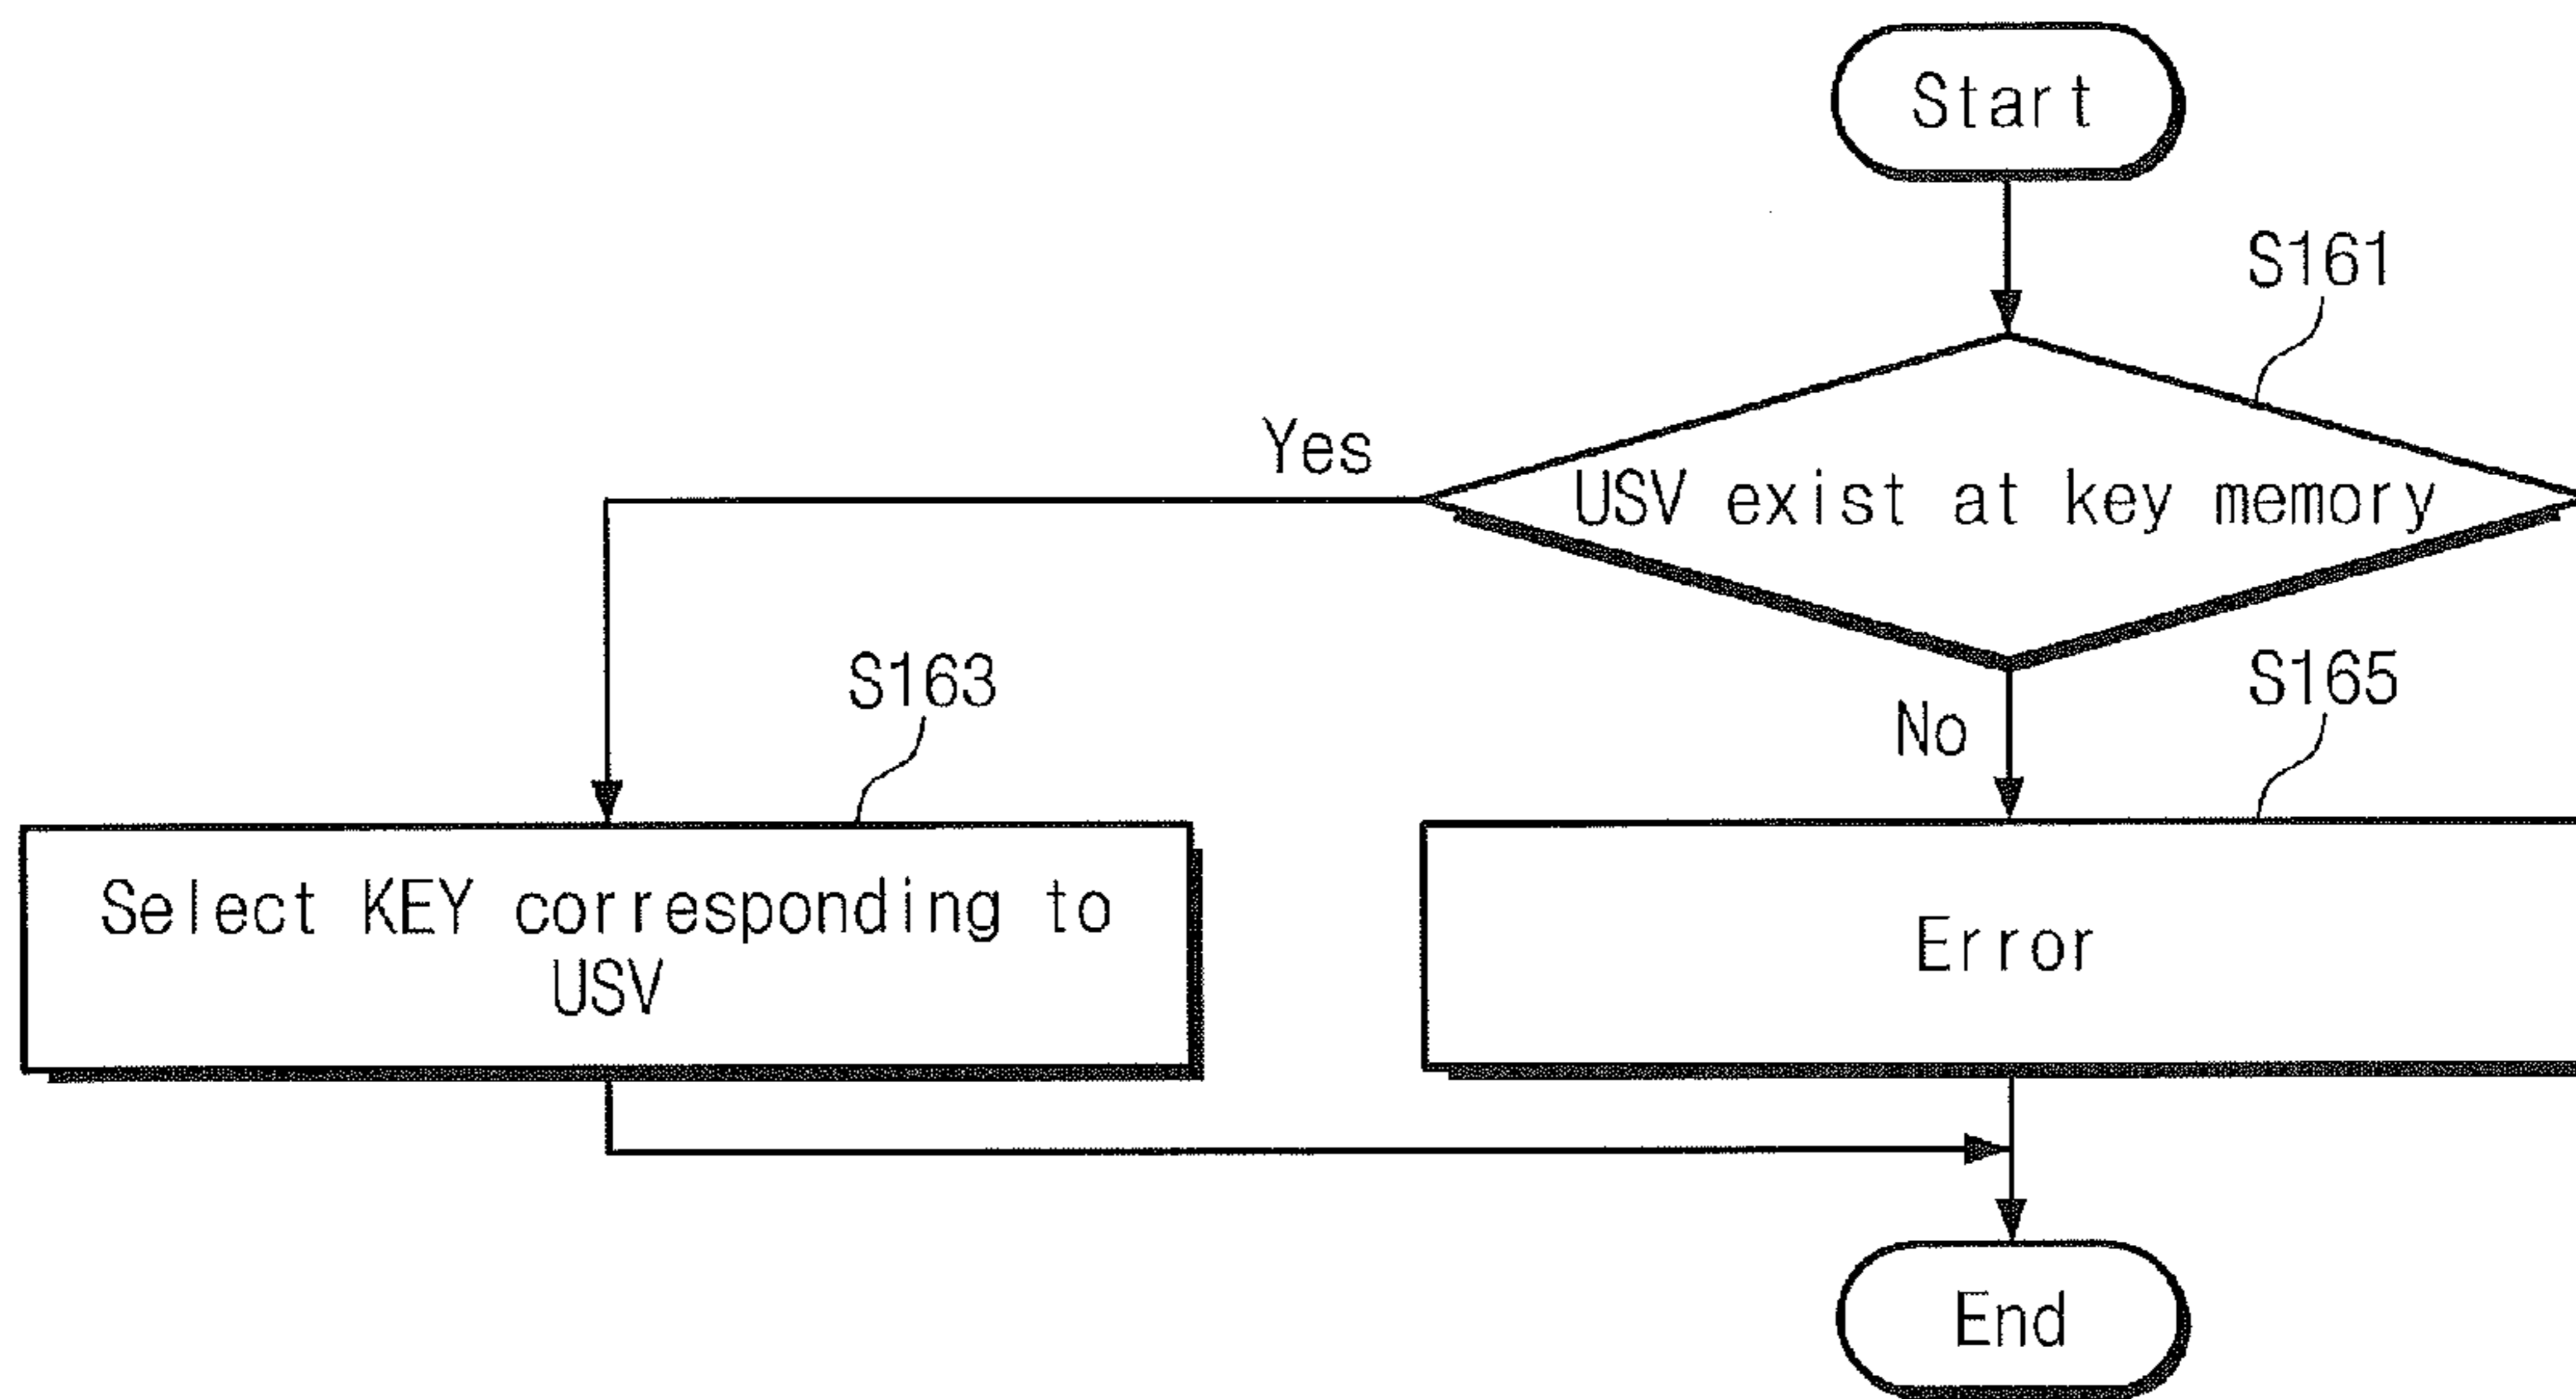 Start
S161
Yes
USV exist at key memory
S163
No
S165
Select KEY corresponding to
USV
Error
End